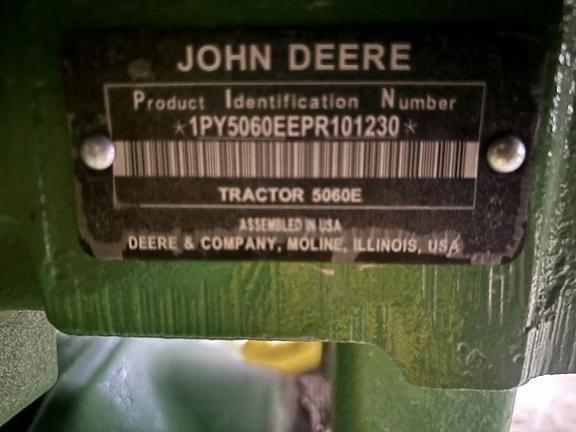 JOHN DEERE
Product Identification Number
*1PY5060EEPR101230*
TRACTOR 5060E
ASSEMBLED IN USA
DEERE & COMPANY, MOLINE, ILLINOIS, USA